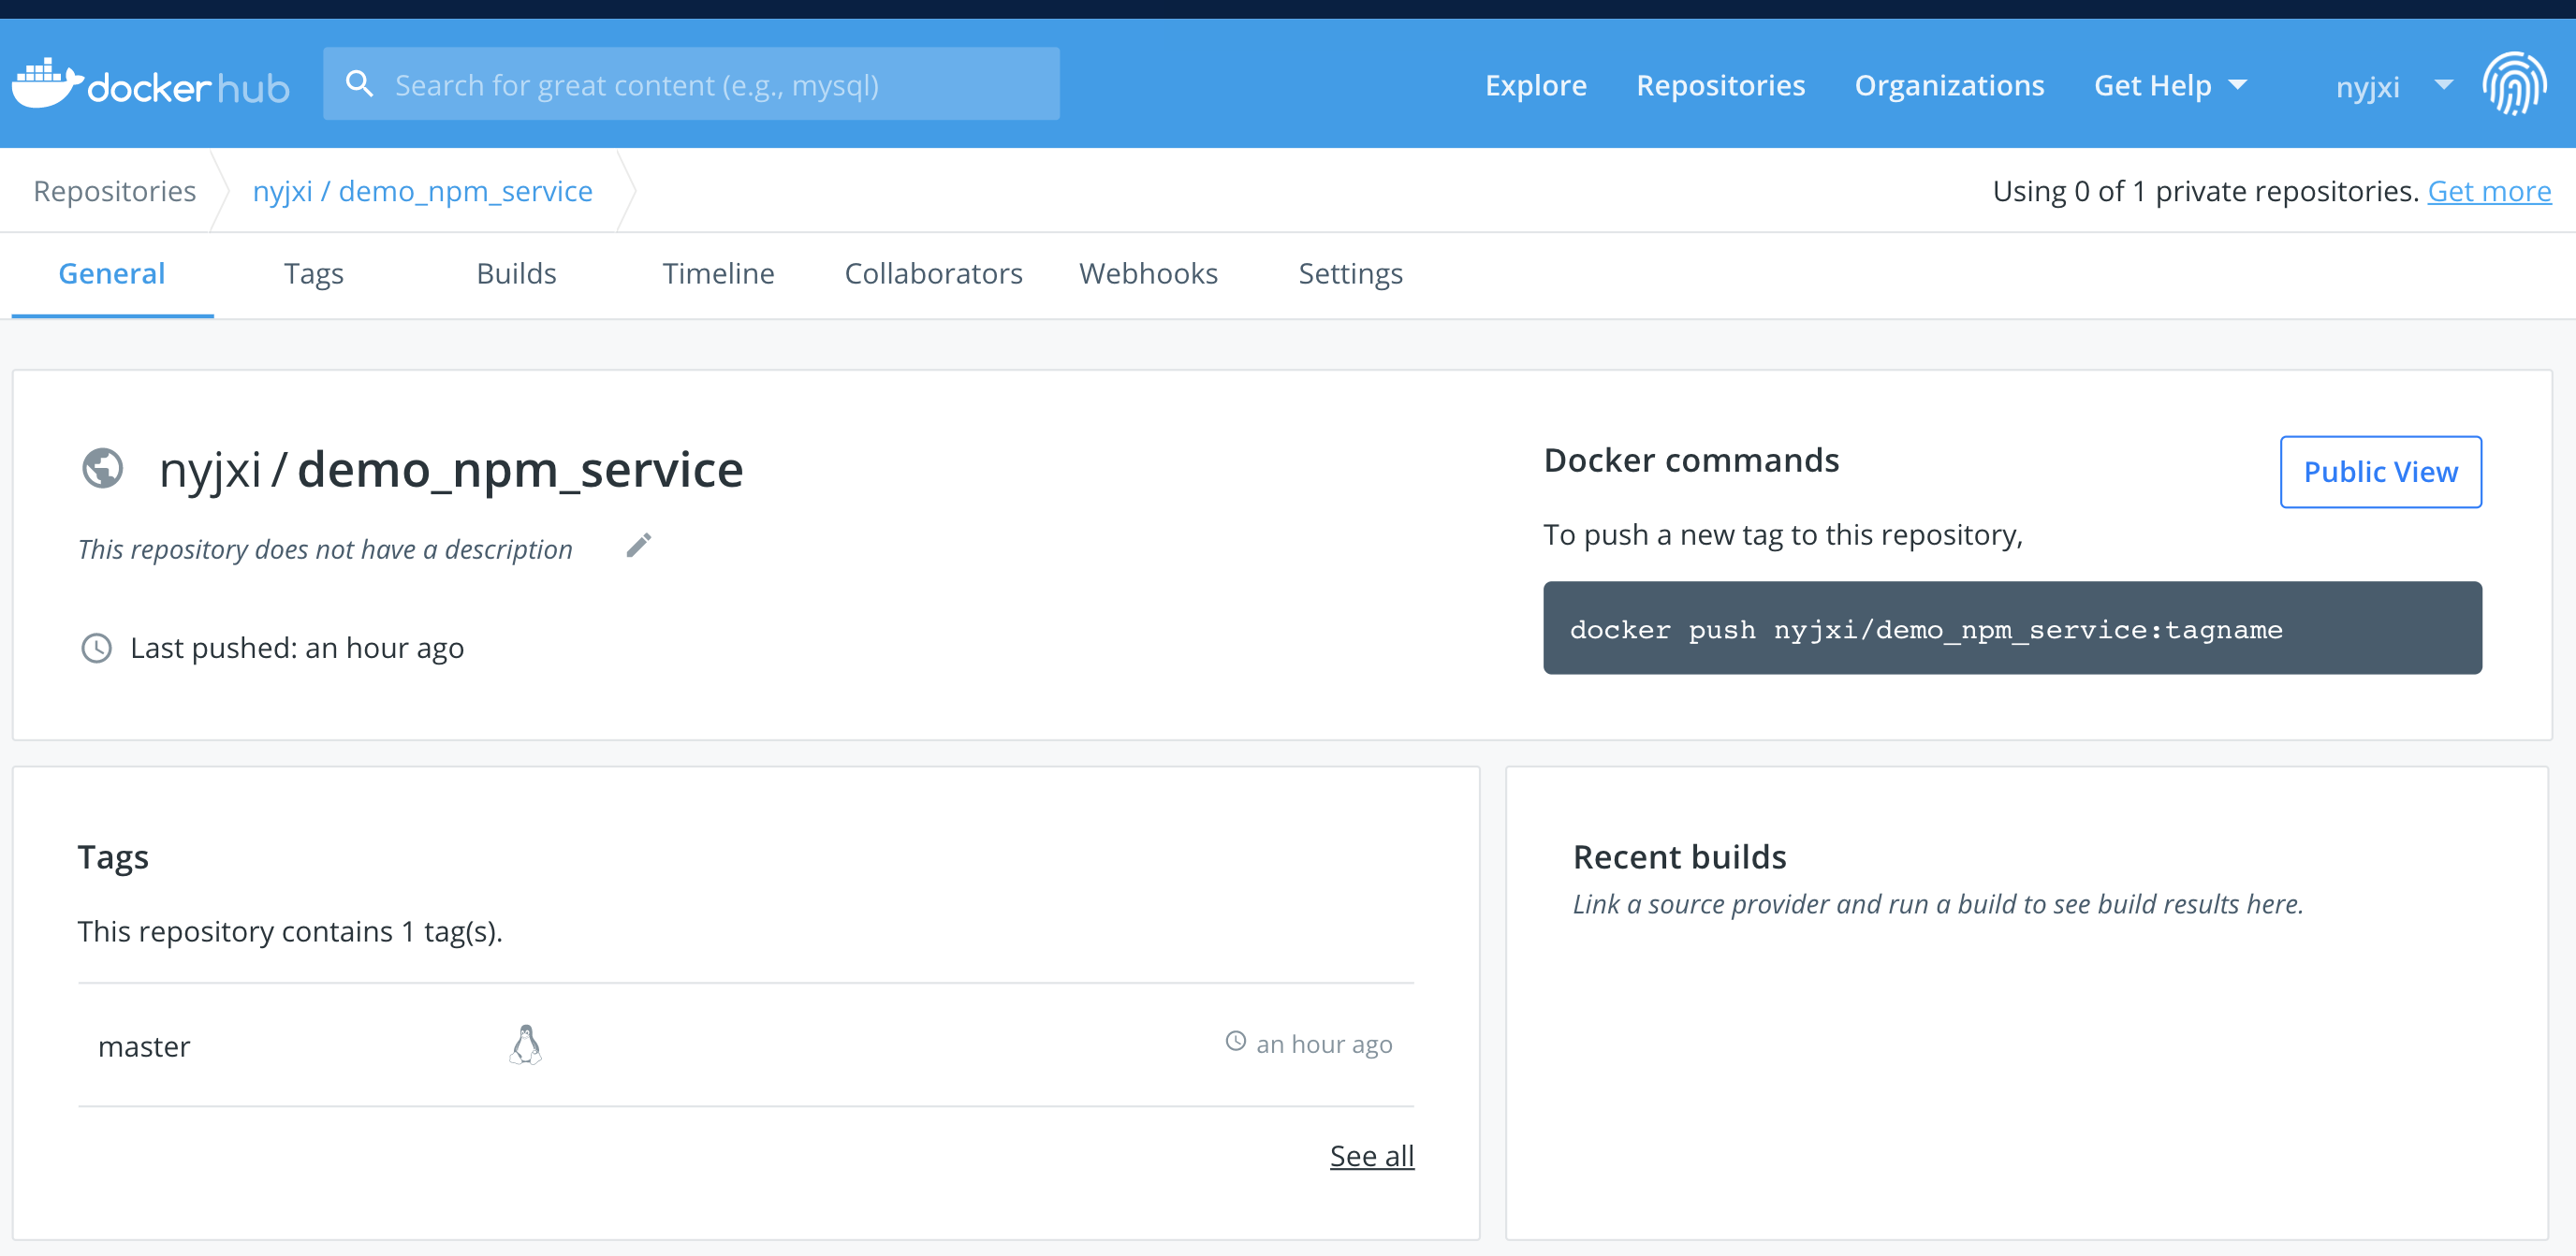 docker hub
Search for great content (e.g., mysql)
Explore Repositories Organizations Get Help nyjxi
Repositories nyjxi / demo_npm_service
Using 0 of 1 private repositories. Get more
General Tags Builds Timeline Collaborators Webhooks Settings
nyjxi / demo_npm_service
This repository does not have a description
Last pushed: an hour ago
Docker commands
Public View
To push a new tag to this repository,
docker push nyjxi/demo_npm_service:tagname
Tags
This repository contains 1 tag(s).
master an hour ago
See all
Recent builds
Link a source provider and run a build to see build results here.